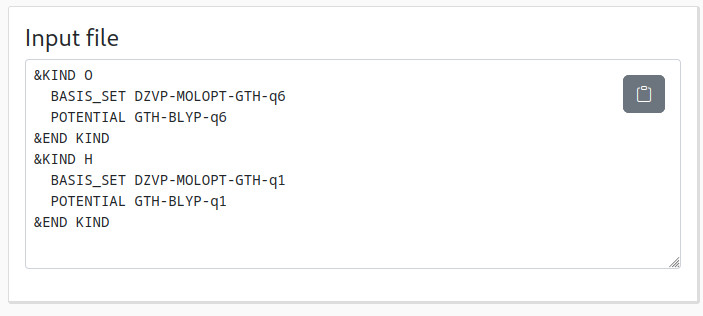 Input file
&KIND O
  BASIS_SET DZVP-MOLOPT-GTH-q6
  POTENTIAL GTH-BLYP-q6
&END KIND
&KIND H
  BASIS_SET DZVP-MOLOPT-GTH-q1
  POTENTIAL GTH-BLYP-q1
&END KIND